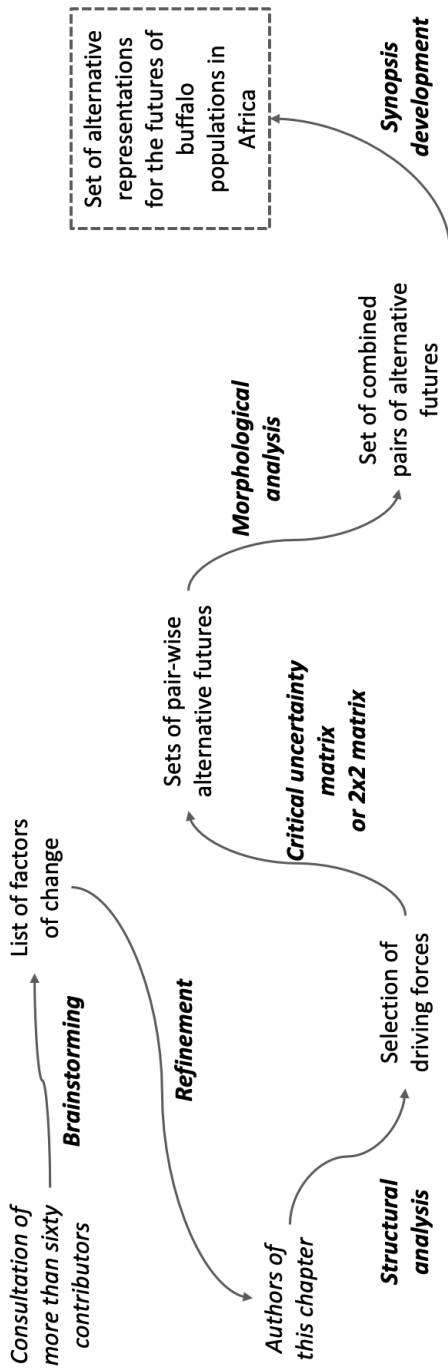 Consultation of
more than sixty
contributors
Brainstorming
List of factors
of change
Refinement
Authors of
this chapter
Structural
analysis
Selection of
driving forces
Critical uncertainty
matrix
or 2x2 matrix
Sets of pair-wise
alternative futures
Morphological
analysis
Set of combined
pairs of alternative
futures
Synopsis
development
Set of alternative
representations
for the futures of
buffalo
populations in
Africa